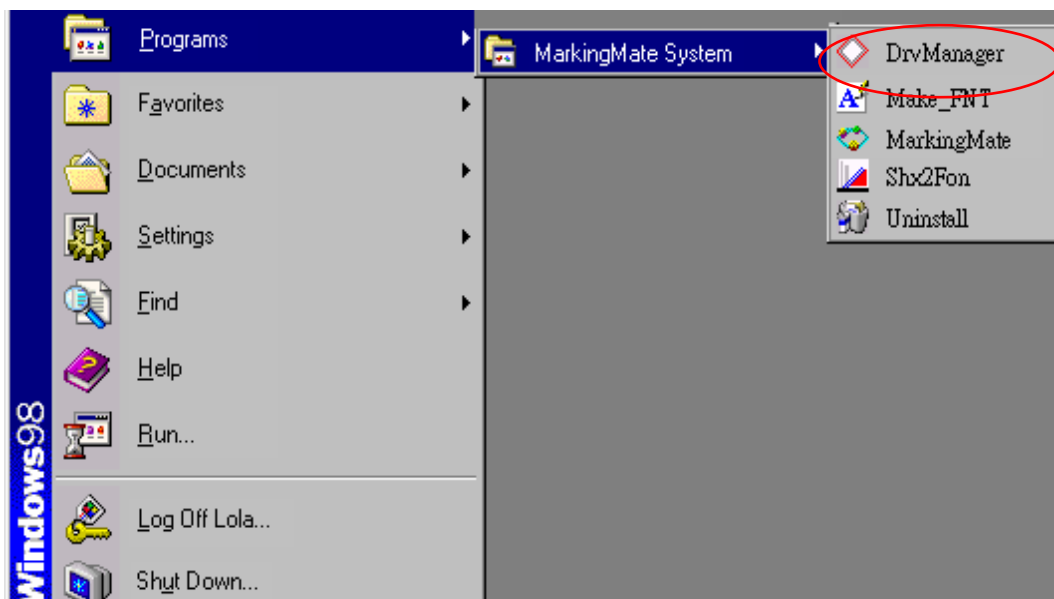 Programs
Favorites
Documents
Settings
Find
Help
Run...
Log Off Lola...
Shut Down...
Windows98
MarkingMate System
DrvManager
Make_FNT
MarkingMate
Shx2Fon
Uninstall